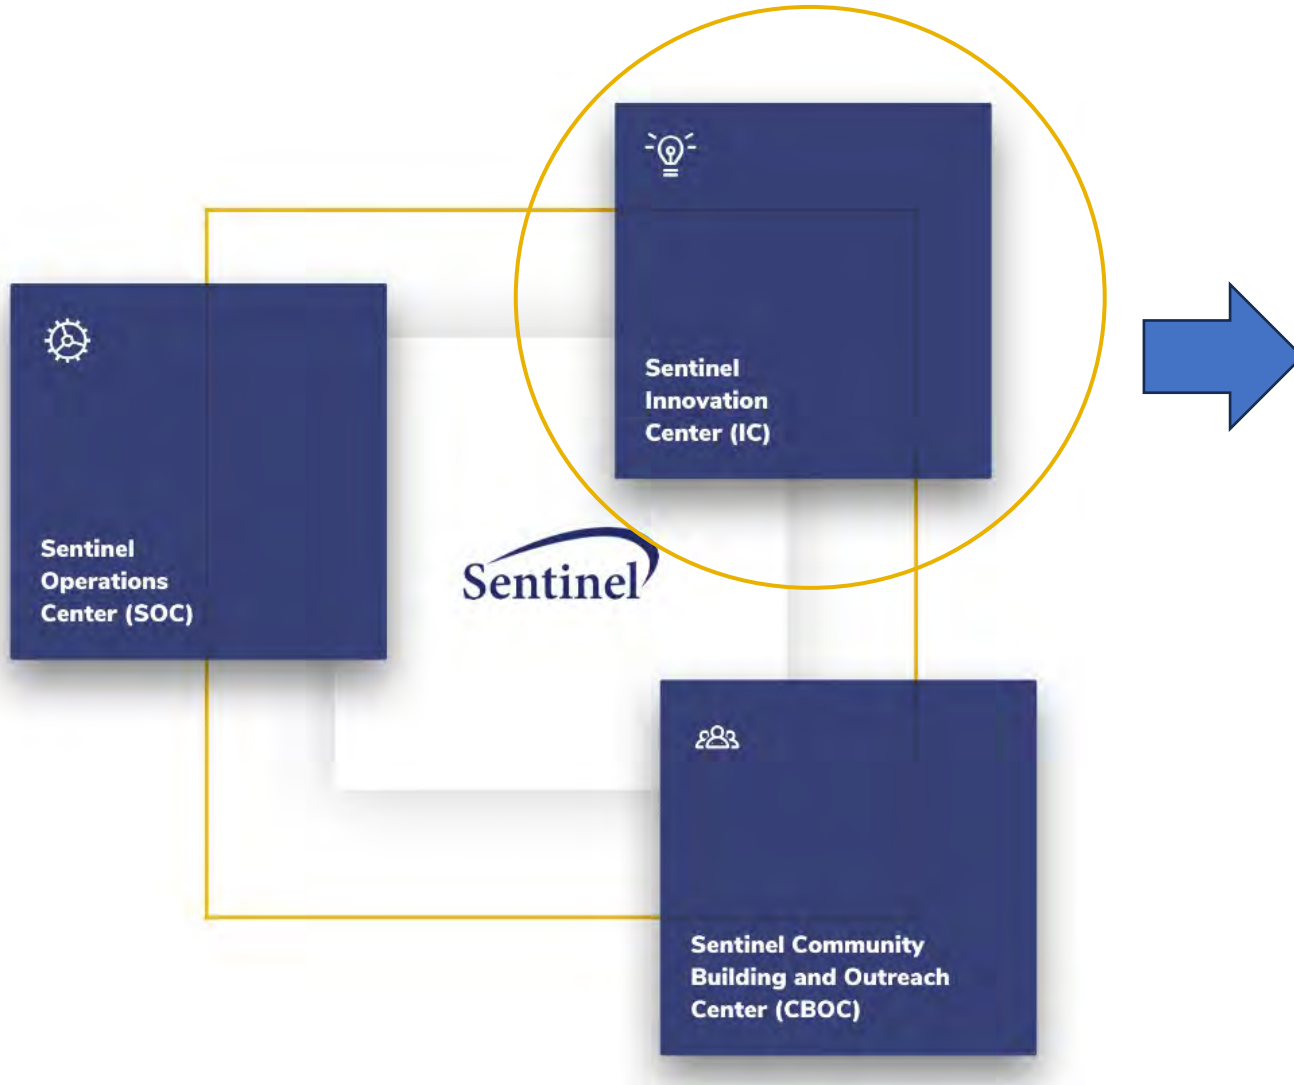 Sentinel
Innovation
Center (IC)
Sentinel
Operations
Center (SOC)
Sentinel
Sentinel Community
Building and Outreach
Center (CBOC)